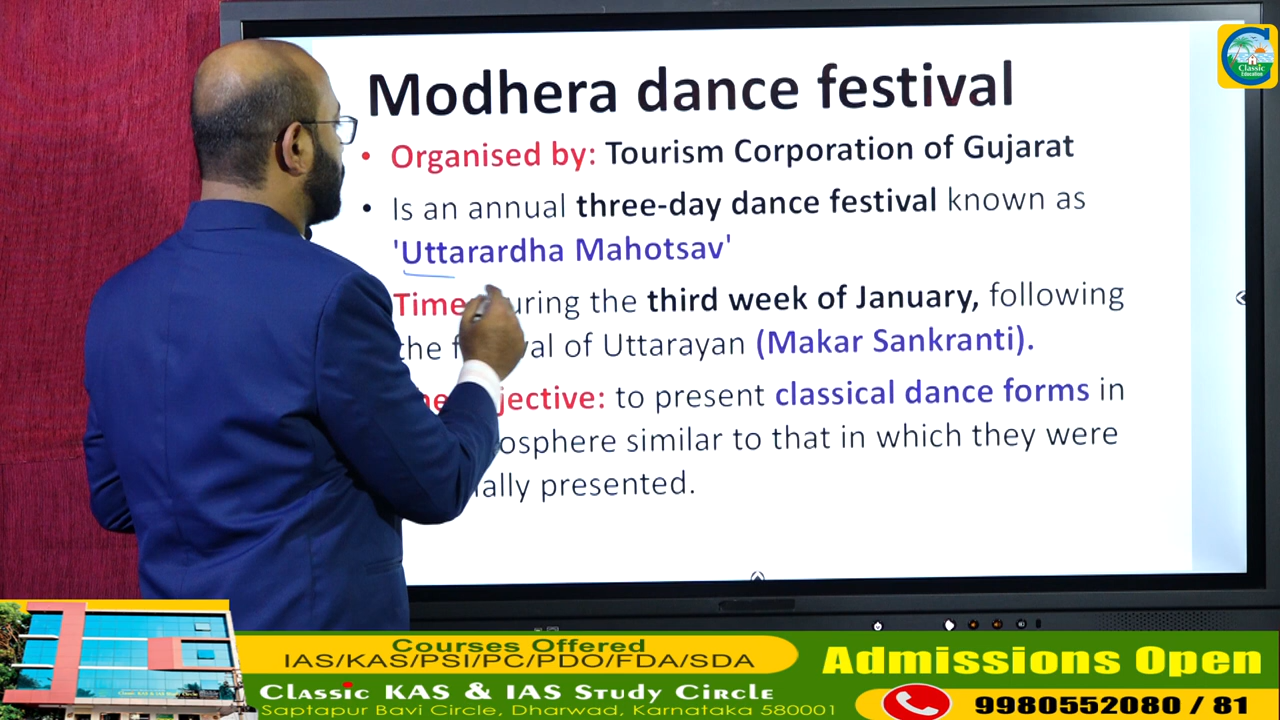 Modhera dance festival
• Organised by: Tourism Corporation of Gujarat
• Is an annual three-day dance festival known as
'Uttarardha Mahotsav'
Time during the third week of January, following
the festival of Uttarayan (Makar Sankranti).
jective: to present classical dance forms in
osphere similar to that in which they were
ally presented.
Classic
Education
Courses Offered
IAS/KAS/PSI/PC/PDO/FDA/SDA
Classic KAS & IAS Study Circle
Saptapur Bavi Circle, Dharwad, Karnataka 580001
Admissions Open
9980552080 / 81